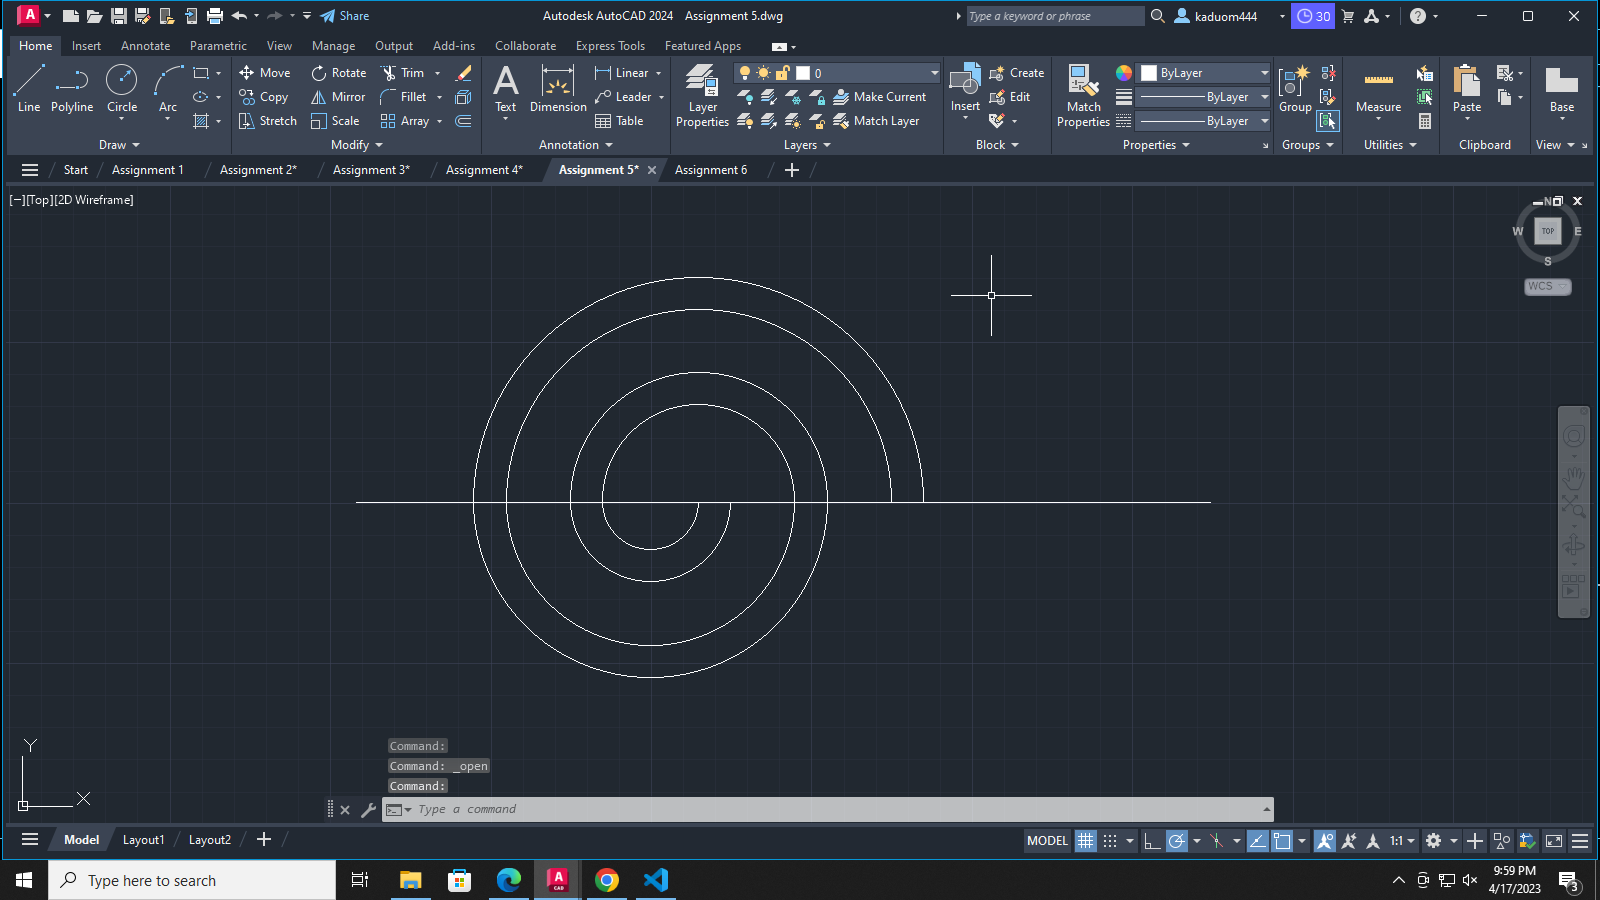 A CAD Share Autodesk AutoCAD 2024 Assignment 5.dwg Type a keyword or phrase kaduom444 30
Home Insert Annotate Parametric View Manage Output Add-ins Collaborate Express Tools Featured Apps
Move Rotate Trim Linear 0 Create ByLayer
Line Polyline Circle Arc Copy Mirror Fillet Text Dimension Leader Layer Properties Make Current Insert Edit Match Properties ByLayer Group Measure Paste Base
Stretch Scale Array Table Match Layer ByLayer
Draw Modify Annotation Layers Block Properties Groups Utilities Clipboard View
Start Assignment 1 Assignment 2* Assignment 3* Assignment 4* Assignment 5* Assignment 6
[−][Top][2D Wireframe]
N
W TOP E
S
WCS
Y
X
Command:
Command: _open
Command:
Type a command
Model Layout1 Layout2 MODEL 1:1
Type here to search A CAD 9:59 PM
4/17/2023 3